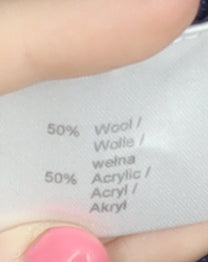 50% Wool /
Wolle /
wełna
50% Acrylic /
Acryl /
Akryl